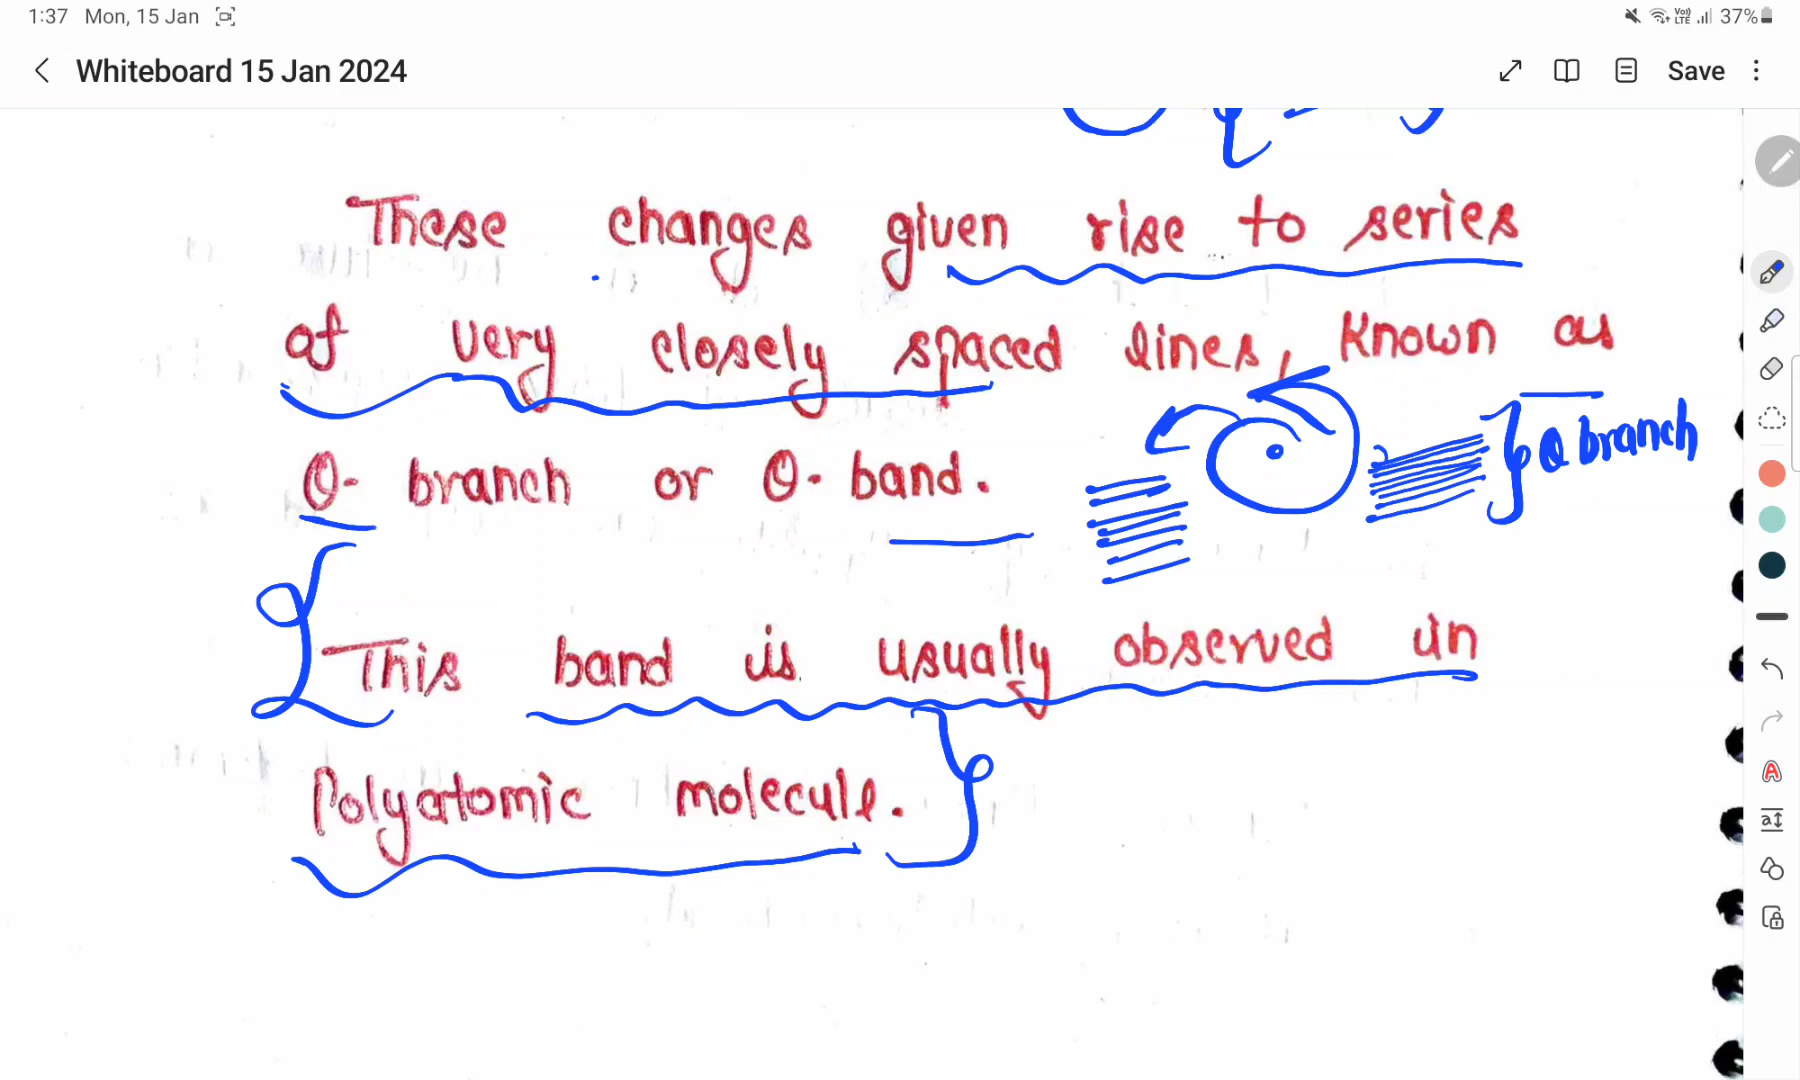 1:37 Mon, 15 Jan
37%
Whiteboard 15 Jan 2024
Save
These changes given rise to series
of very closely spaced lines, known as
Q- branch or Q- band.
Q branch
This band is usually observed in
Polyatomic molecule.